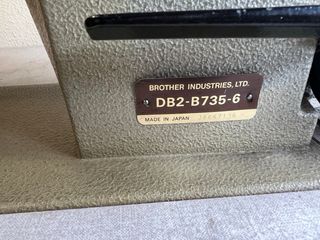 BROTHER INDUSTRIES, LTD.
DB2-B735-6
MADE IN JAPAN